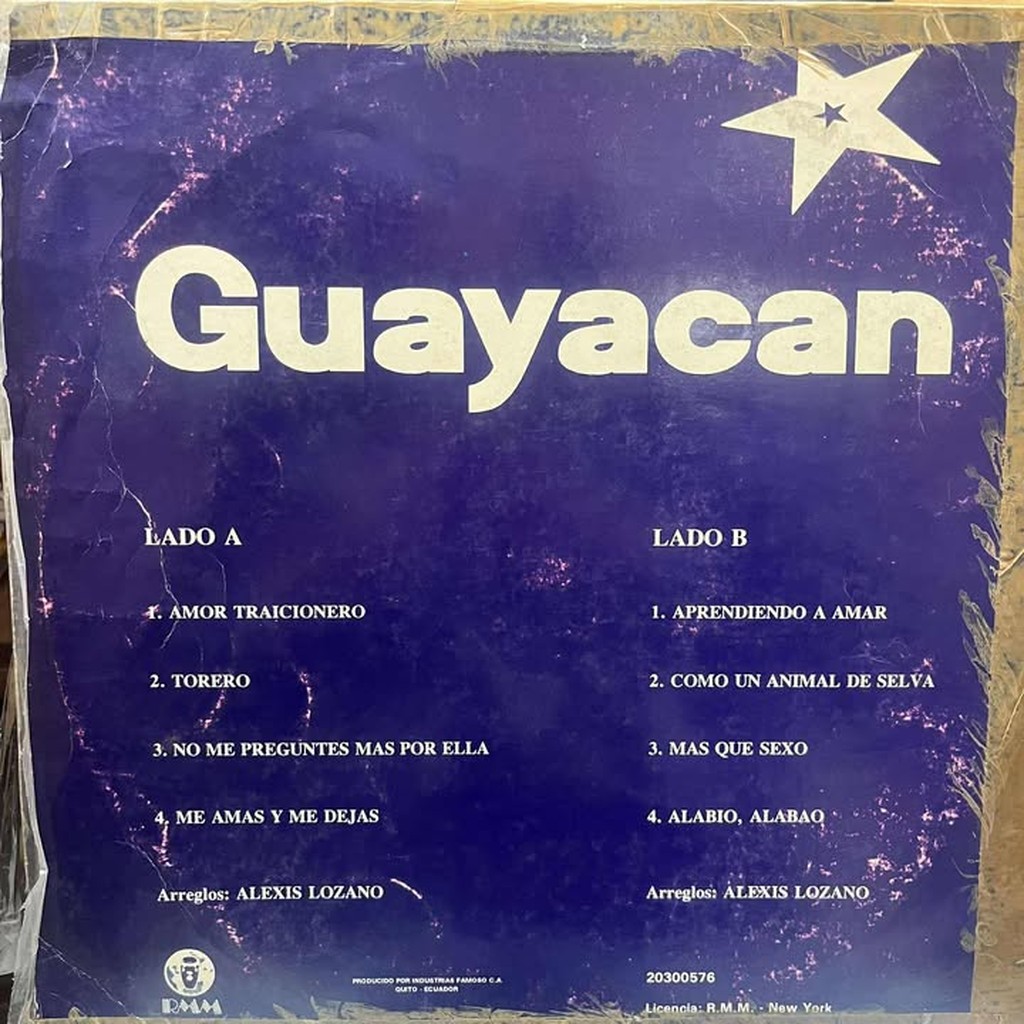 Guayacan
LADO A
1. AMOR TRAICIONERO
2. TORERO
3. NO ME PREGUNTES MAS POR ELLA
4. ME AMAS Y ME DEJAS
Arreglos: ALEXIS LOZANO
LADO B
1. APRENDIENDO A AMAR
2. COMO UN ANIMAL DE SELVA
3. MAS QUE SEXO
4. ALABIO, ALABAO
Arreglos: ALEXIS LOZANO
RMM
PRODUCIDO POR INDUSTRIAS FAMOSO C.A
QUITO - ECUADOR
20300576
Licencia: R.M.M. - New York